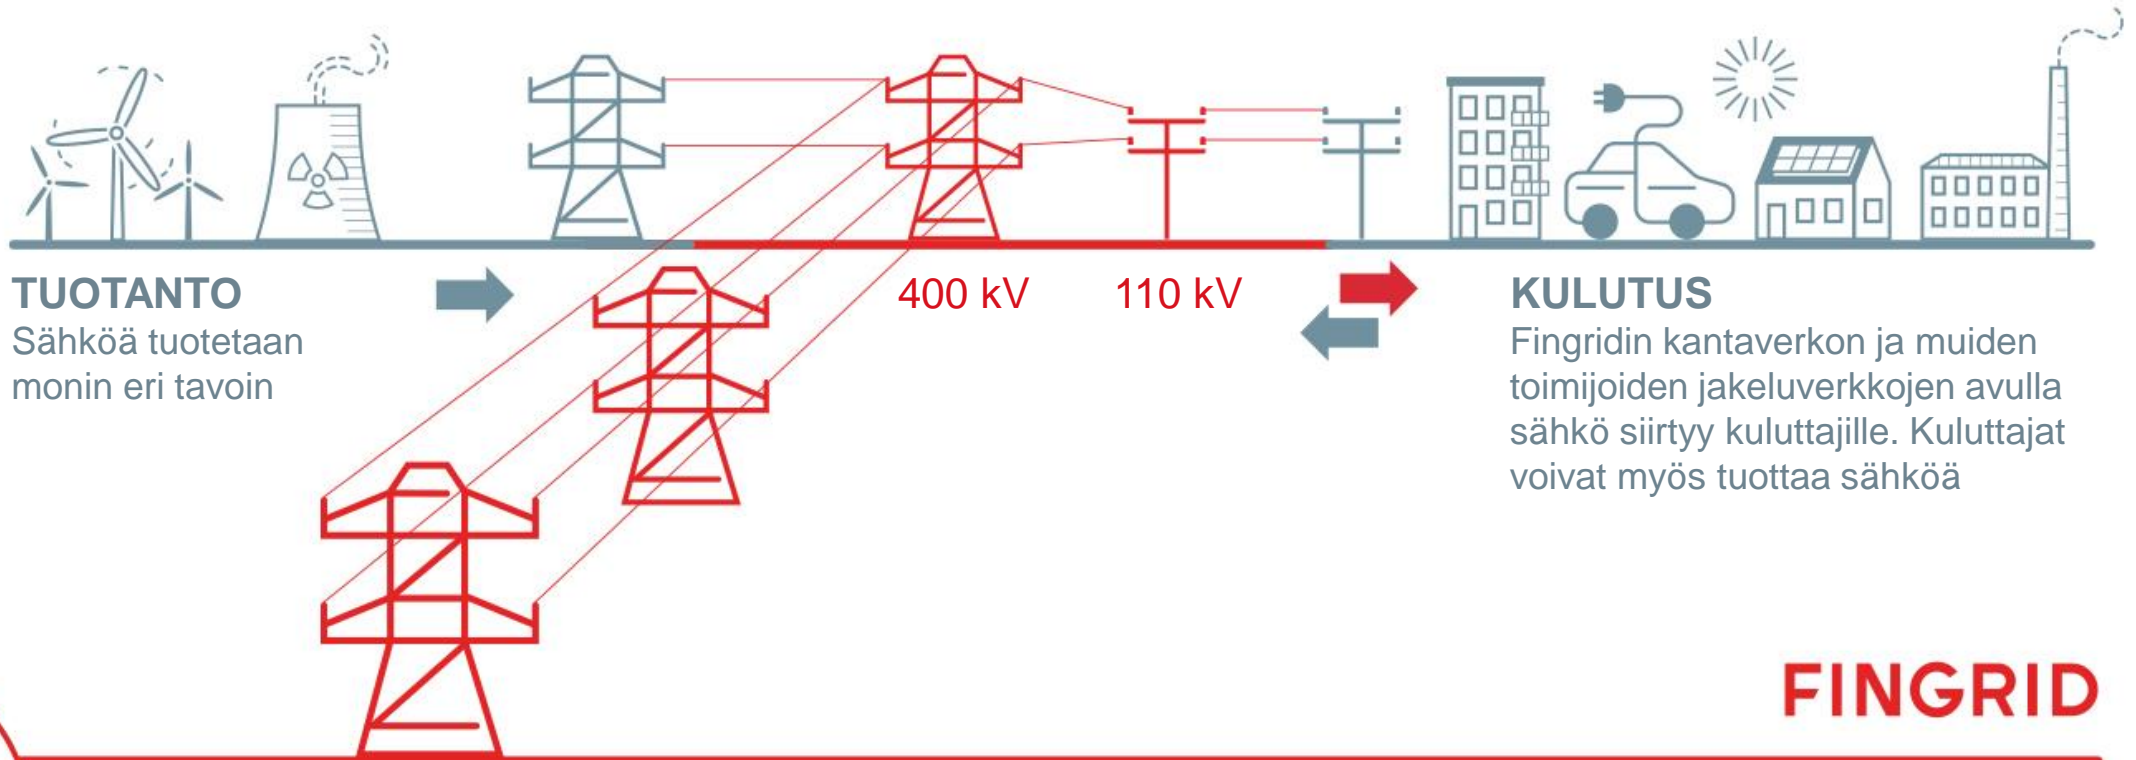 TUOTANTO
Sähköä tuotetaan
monin eri tavoin
400 kV
110 kV
KULUTUS
Fingridin kantaverkon ja muiden
toimijoiden jakeluverkkojen avulla
sähkö siirtyy kuluttajille. Kuluttajat
voivat myös tuottaa sähköä
FINGRID